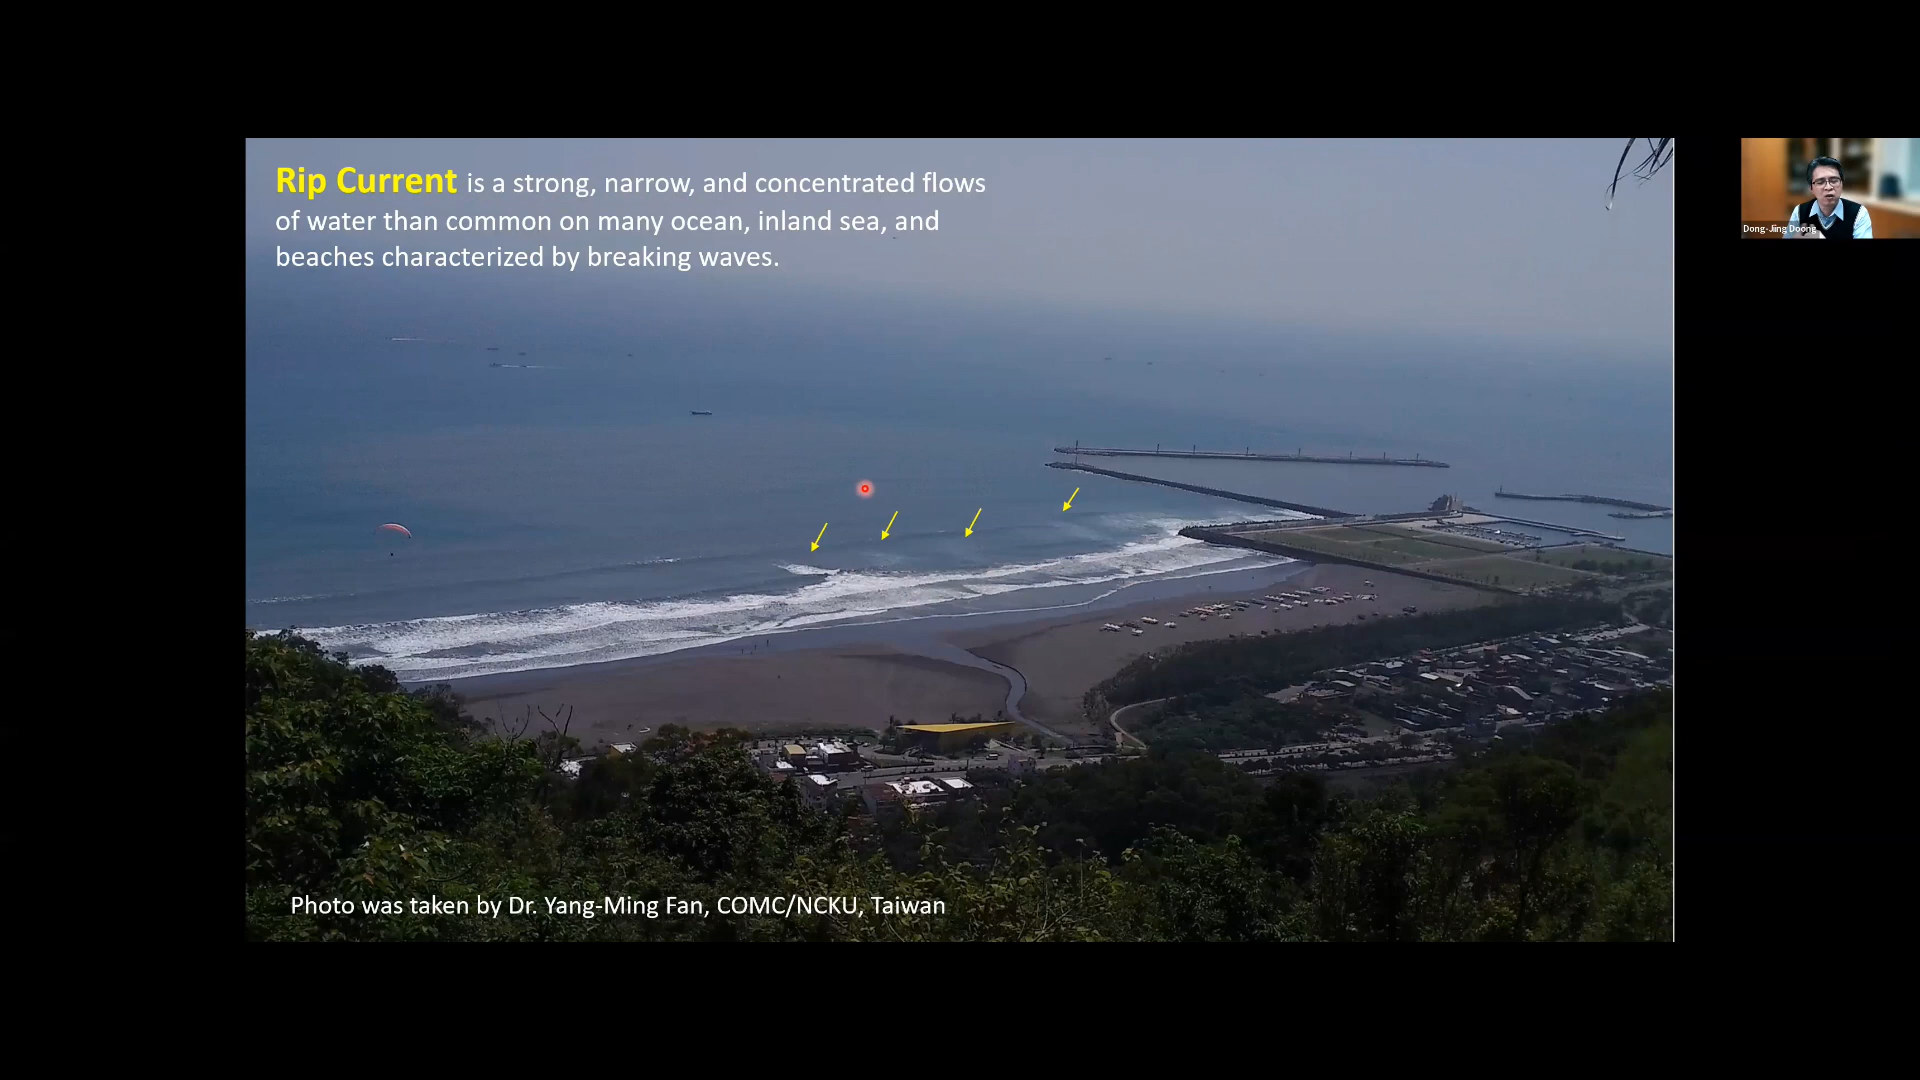 Rip Current is a strong, narrow, and concentrated flows
of water than common on many ocean, inland sea, and
beaches characterized by breaking waves.
Dong-Jiing Doong
Photo was taken by Dr. Yang-Ming Fan, COMC/NCKU, Taiwan